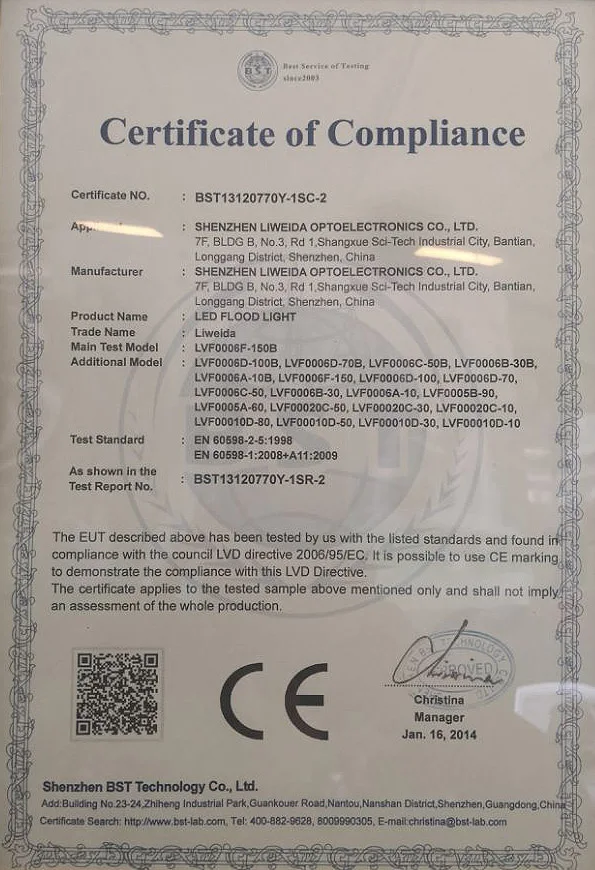 BST
Best Service of Testing
since2003
Certificate of Compliance
Certificate NO. : BST13120770Y-1SC-2
: SHENZHEN LIWEIDA OPTOELECTRONICS CO., LTD.
7F, BLDG B, No.3, Rd 1,Shangxue Sci-Tech Industrial City, Bantian,
Longgang District, Shenzhen, China
Manufacturer : SHENZHEN LIWEIDA OPTOELECTRONICS CO., LTD.
7F, BLDG B, No.3, Rd 1,Shangxue Sci-Tech Industrial City, Bantian,
Longgang District, Shenzhen, China
Product Name : LED FLOOD LIGHT
Trade Name : Liweida
Main Test Model : LVF0006F-150B
Additional Model : LVF0006D-100B, LVF0006D-70B, LVF0006C-50B, LVF0006B-30B,
LVF0006A-10B, LVF0006F-150, LVF0006D-100, LVF0006D-70,
LVF0006C-50, LVF0006B-30, LVF0006A-10, LVF0005B-90,
LVF0005A-60, LVF00020C-50, LVF00020C-30, LVF00020C-10,
LVF00010D-80, LVF00010D-50, LVF00010D-30, LVF00010D-10
Test Standard : EN 60598-2-5:1998
EN 60598-1:2008+A11:2009
As shown in the
Test Report No. : BST13120770Y-1SR-2
The EUT described above has been tested by us with the listed standards and found in
compliance with the council LVD directive 2006/95/EC. It is possible to use CE marking
to demonstrate the compliance with this LVD Directive.
The certificate applies to the tested sample above mentioned only and shall not imply
an assessment of the whole production.
CE
Christina
Manager
Jan. 16, 2014
Shenzhen BST Technology Co., Ltd.
Add:Building No.23-24,Zhiheng Industrial Park,Guankouer Road,Nantou,Nanshan District,Shenzhen,Guangdong,China
Certificate Search: http://www.bst-lab.com, Tel: 400-882-9628, 8009990305, E-mail:christina@bst-lab.com